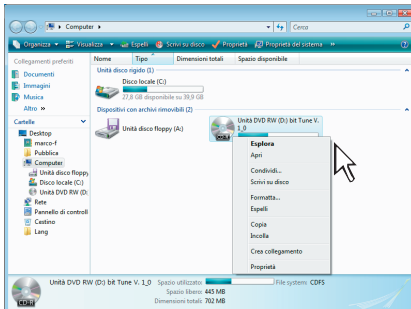 Computer
Cerca
Organizza Visualizza Espelli Scrivi su disco Proprietà Proprietà del sistema »
Collegamenti preferiti
Documenti
Immagini
Musica
Altro »
Cartelle
Desktop
marco-f
Pubblica
Computer
Unità disco floppy
Disco locale (C:)
Unità DVD RW (D:
Rete
Pannello di controll
Cestino
Lang
Nome Tipo Dimensioni totali Spazio disponibile
Unità disco rigido (1)
Disco locale (C:)
27,8 GB disponibile su 39,9 GB
Dispositivi con archivi rimovibili (2)
Unità disco floppy (A:)
Unità DVD RW (D:) bit Tune V.
1_0
CD-R
Esplora
Apri
Condividi...
Scrivi su disco
Formatta...
Espelli
Copia
Incolla
Crea collegamento
Proprietà
CD-R
Unità DVD RW (D:) bit Tune V. 1_0 Spazio utilizzato: File system: CDFS
Spazio libero: 445 MB
Dimensioni totali: 702 MB